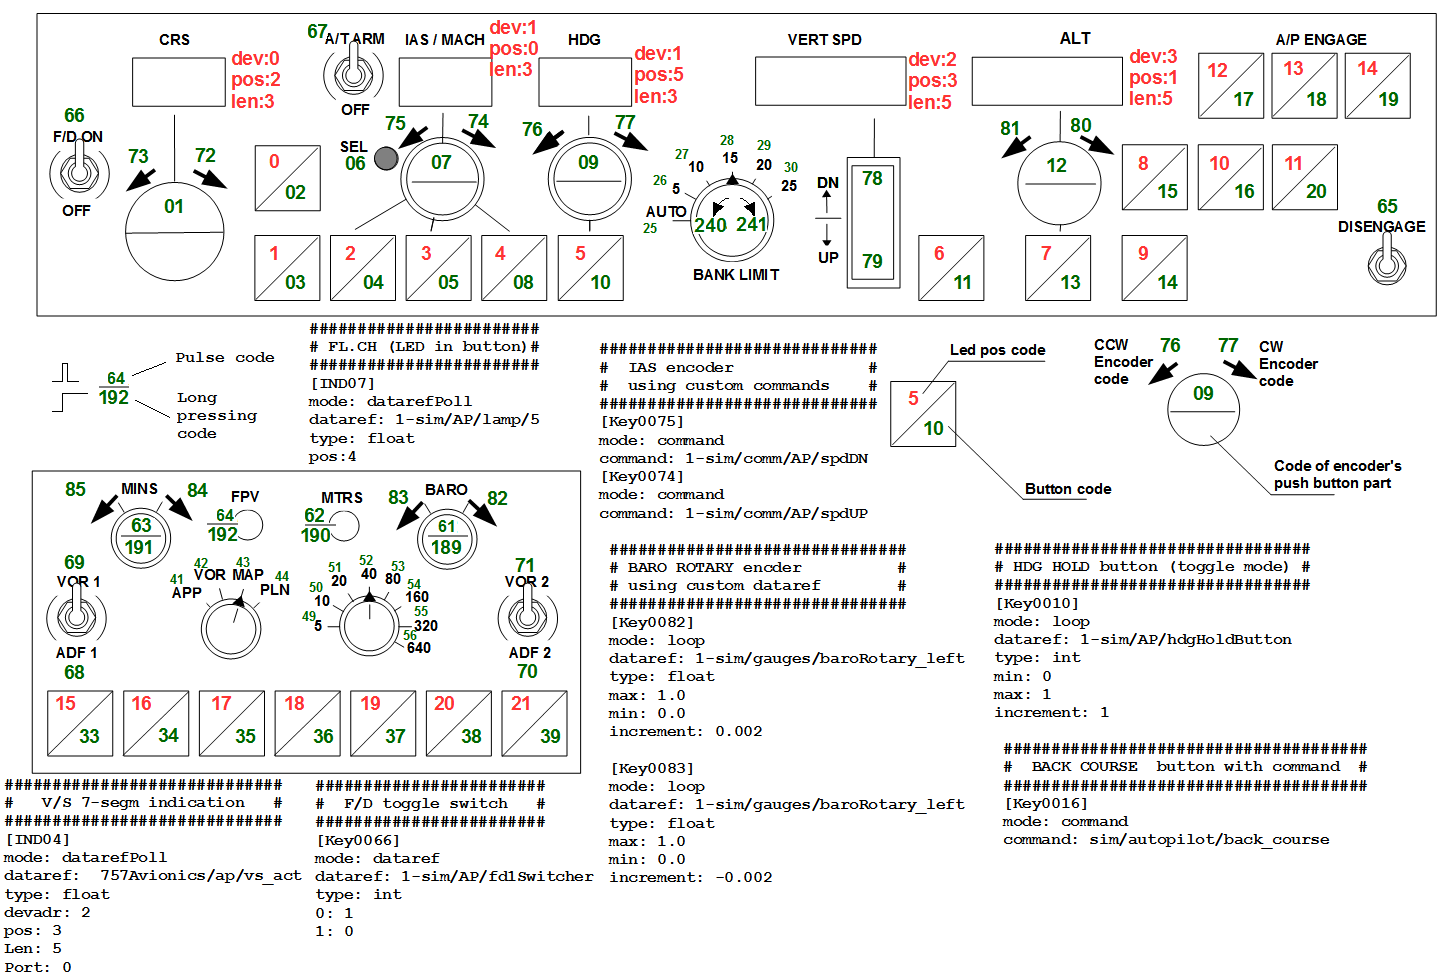 CRS
dev:0
pos:2
len:3
67
A/T ARM
OFF
IAS / MACH
dev:1
pos:0
len:3
HDG
dev:1
pos:5
len:3
VERT SPD
dev:2
pos:3
len:5
ALT
dev:3
pos:1
len:5
A/P ENGAGE
12
17
13
18
14
19
66
F/D ON
OFF
73
72
01
0
02
SEL
06
75
74
07
76
77
09
28
27
29
10
15
20
26
30
5
25
AUTO
25
240
241
BANK LIMIT
DN
UP
78
79
81
80
12
8
15
10
16
11
20
65
DISENGAGE
1
03
2
04
3
05
4
08
5
10
6
11
7
13
9
14
Pulse code
64
192
Long
pressing
code
########################
# FL.CH (LED in button)#
########################
[IND07]
mode: datarefPoll
dataref: 1-sim/AP/lamp/5
type: float
pos:4
#############################
# IAS encoder #
# using custom commands #
#############################
[Key0075]
mode: command
command: 1-sim/comm/AP/spdDN
[Key0074]
mode: command
command: 1-sim/comm/AP/spdUP
Led pos code
5
10
Button code
CCW
Encoder
code
76
77
CW
Encoder
code
09
Code of encoder's
push button part
85
MINS
84
63
191
FPV
64
192
MTRS
62
190
83
BARO
82
61
189
69
VOR 1
ADF 1
68
41
42
43
44
APP
VOR
MAP
PLN
49
50
51
52
53
54
55
56
5
10
20
40
80
160
320
640
71
VOR 2
ADF 2
70
15
33
16
34
17
35
18
36
19
37
20
38
21
39
###############################
# BARO ROTARY encder #
# using custom dataref #
###############################
[Key0082]
mode: loop
dataref: 1-sim/gauges/baroRotary_left
type: float
max: 1.0
min: 0.0
increment: 0.002
[Key0083]
mode: loop
dataref: 1-sim/gauges/baroRotary_left
type: float
max: 1.0
min: 0.0
increment: -0.002
#################################
# HDG HOLD button (toggle mode) #
#################################
[Key0010]
mode: loop
dataref: 1-sim/AP/hdgHoldButton
type: int
min: 0
max: 1
increment: 1
######################################
# BACK COURSE button with command #
######################################
[Key0016]
mode: command
command: sim/autopilot/back_course
#############################
# V/S 7-segm indication #
#############################
[IND04]
mode: datarefPoll
dataref: 757Avionics/ap/vs_act
type: float
devadr: 2
pos: 3
Len: 5
Port: 0
########################
# F/D toggle switch #
########################
[Key0066]
mode: dataref
dataref: 1-sim/AP/fd1Switcher
type: int
0: 1
1: 0